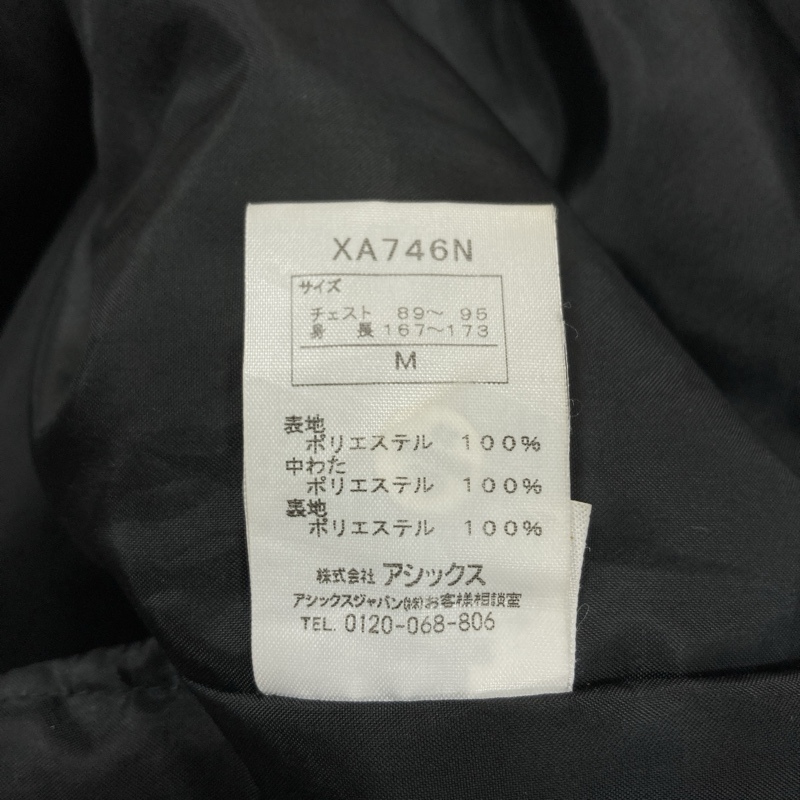 XA746N
サイズ
チェスト 89～ 95
身 長 167～173
M
表地
ポリエステル 100%
中わた
ポリエステル 100%
裏地
ポリエステル 100%
株式会社 アシックス
アシックスジャパン(株)お客様相談室
TEL. 0120-068-806